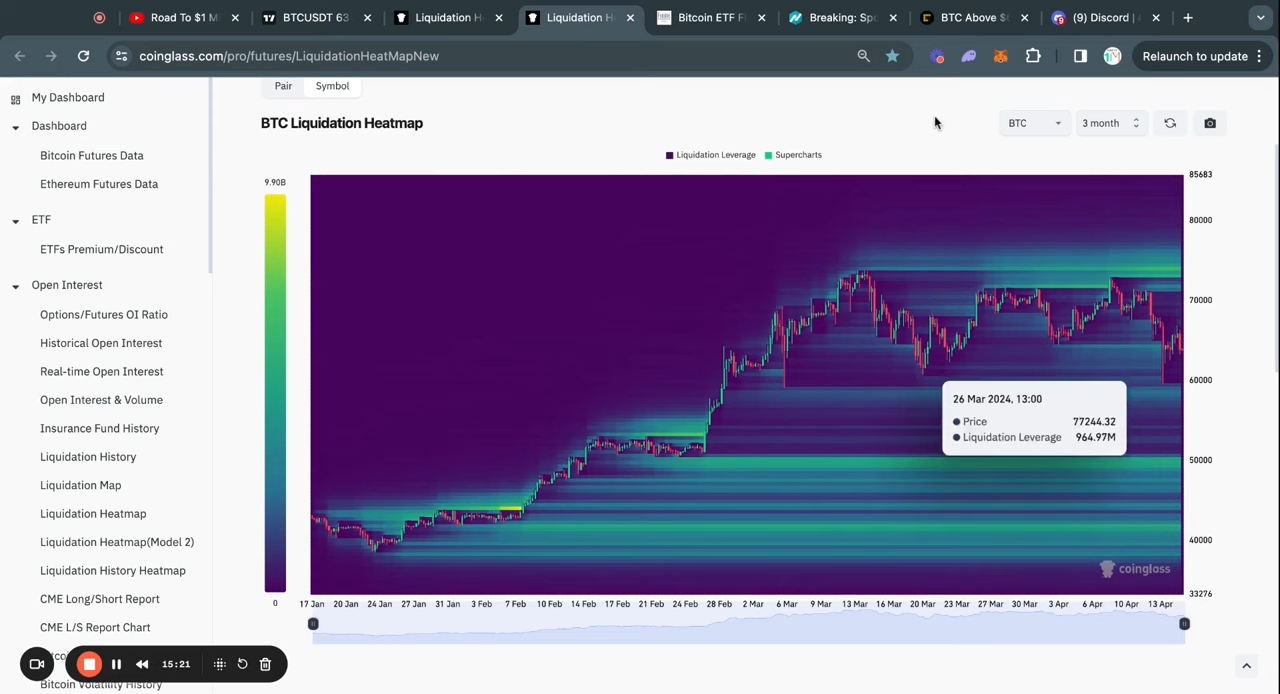 Road To $1 Mi
BTCUSDT 63
Liquidation H
Liquidation H
Bitcoin ETF Fl
Breaking: Spo
BTC Above $
(9) Discord |
coinglass.com/pro/futures/LiquidationHeatMapNew
Relaunch to update
My Dashboard
Dashboard
Bitcoin Futures Data
Ethereum Futures Data
ETF
ETFs Premium/Discount
Open Interest
Options/Futures OI Ratio
Historical Open Interest
Real-time Open Interest
Open Interest & Volume
Insurance Fund History
Liquidation History
Liquidation Map
Liquidation Heatmap
Liquidation Heatmap(Model 2)
Liquidation History Heatmap
CME Long/Short Report
CME L/S Report Chart
Bitcoin Volatility History
15:21
Pair Symbol
BTC Liquidation Heatmap
BTC
3 month
Liquidation Leverage Supercharts
9.90B
0
85683
80000
70000
60000
50000
40000
33276
26 Mar 2024, 13:00
Price 77244.32
Liquidation Leverage 964.97M
coinglass
17 Jan 20 Jan 24 Jan 27 Jan 31 Jan 3 Feb 7 Feb 10 Feb 14 Feb 17 Feb 21 Feb 24 Feb 28 Feb 2 Mar 6 Mar 9 Mar 13 Mar 16 Mar 20 Mar 23 Mar 27 Mar 30 Mar 3 Apr 6 Apr 10 Apr 13 Apr